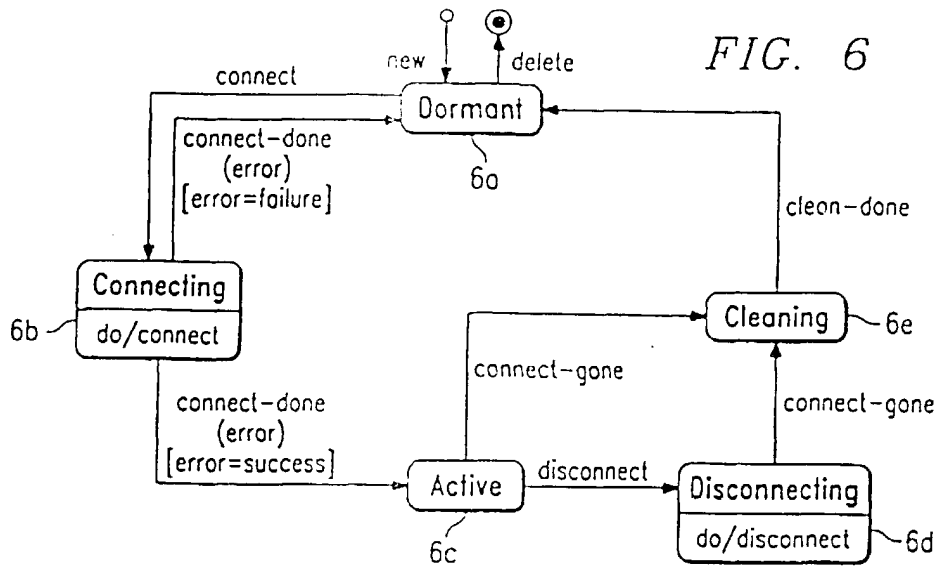 FIG. 6
new
delete
connect
Dormant
connect-done
(error)
[error=failure]
6a
clean-done
Connecting
do/connect
6b
Cleaning
6e
connect-gone
connect-done
(error)
[error=success]
connect-gone
Active
6c
disconnect
Disconnecting
do/disconnect
6d